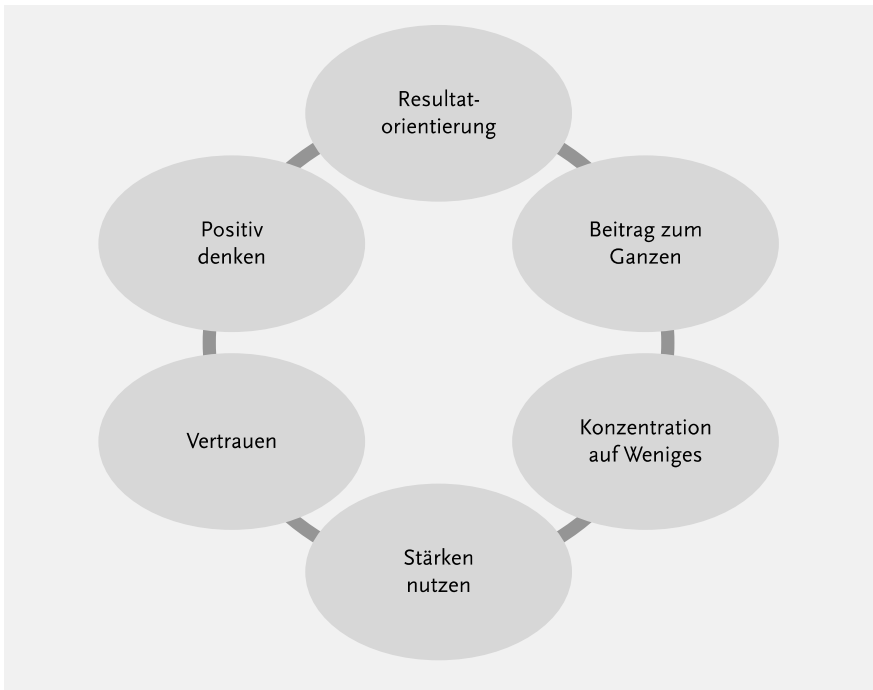 Resultat-
orientierung
Positiv
denken
Beitrag zum
Ganzen
Vertrauen
Konzentration
auf Weniges
Stärken
nutzen